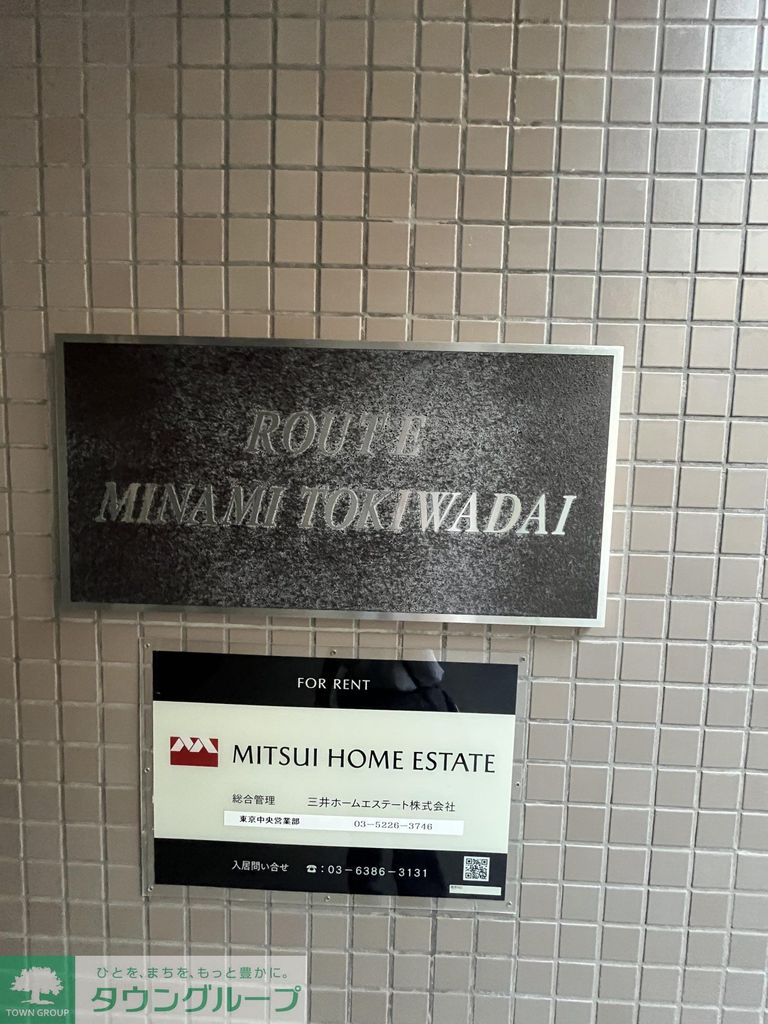 ROUTE
MINAMI TOKIWADAI
FOR RENT
MITSUI HOME ESTATE
総合管理 三井ホームエステート株式会社
東京中央営業部 03-5226-3746
入居問い合せ ☎:03-6386-3131
ひとを、まちを、もっと豊かに。
タウングループ
TOWN GROUP